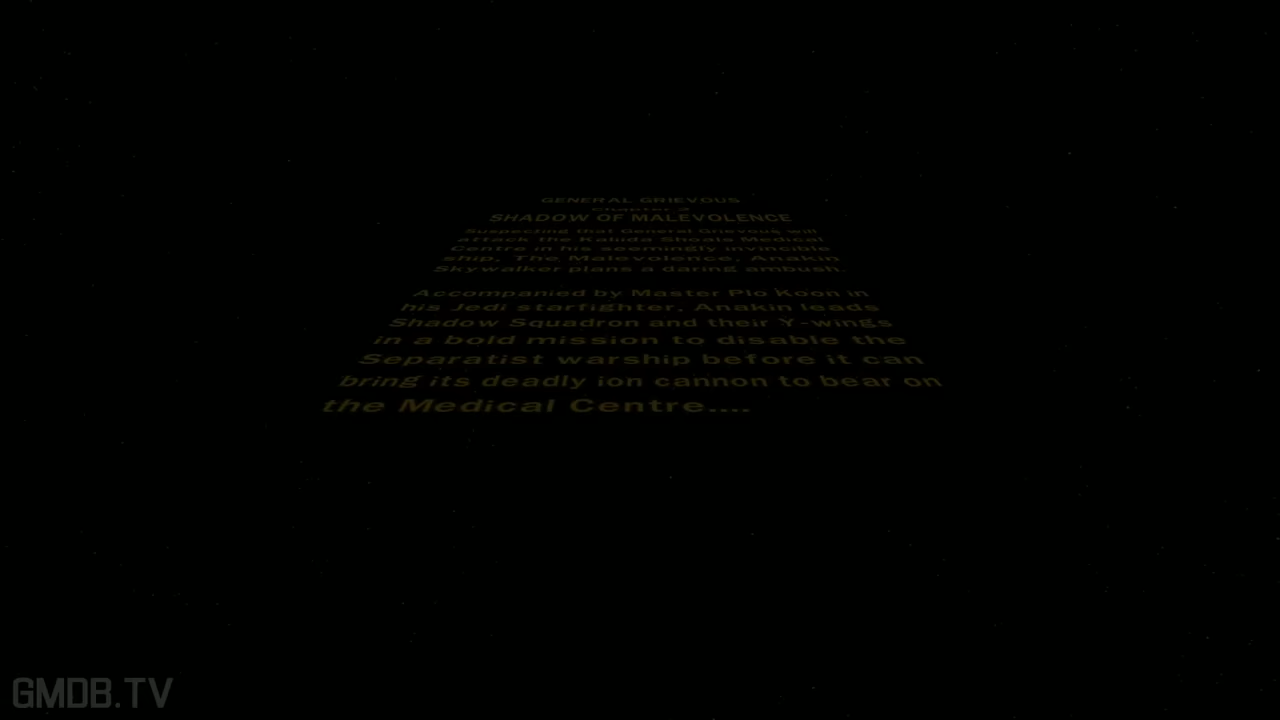 GENERAL GRIEVOUS
Chapter
SHADOW OF MALEVOLENCE
Suspecting that General Grievous will
attack the Kaliida Shoals Medical
Centre in his seemingly invincible
ship, The Malevolence, Anakin
Skywalker plans a daring ambush.
Accompanied by Master Plo Koon in
his Jedi starfighter, Anakin leads
Shadow Squadron and their Y-wings
in a bold mission to disable the
Separatist warship before it can
bring its deadly ion cannon to bear on
the Medical Centre....
GMDB.TV